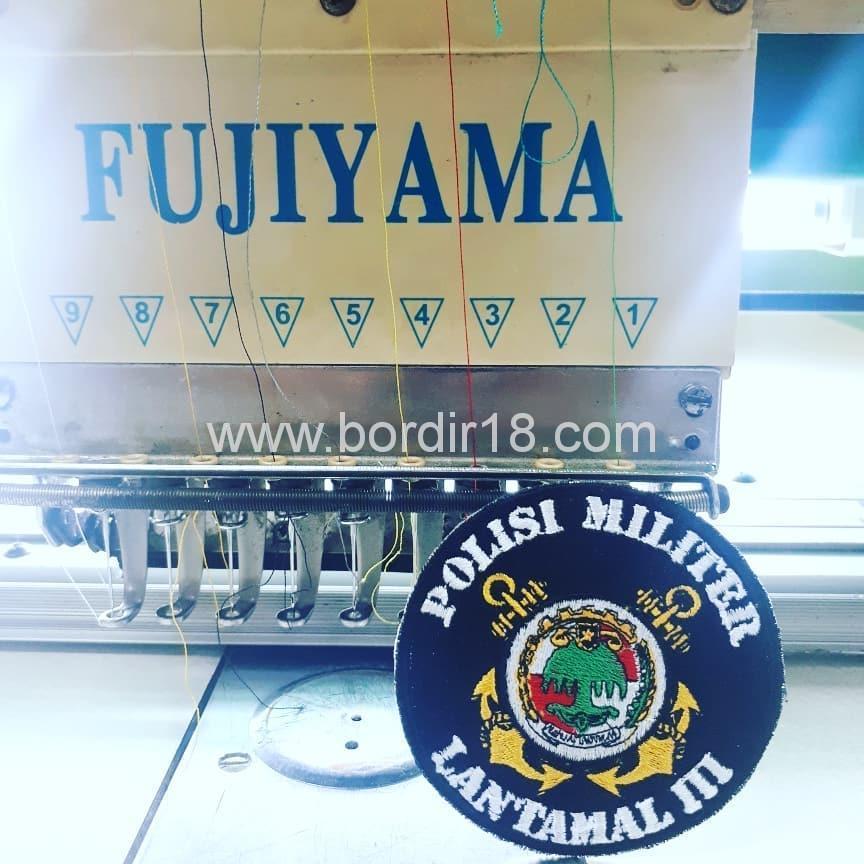 FUJIYAMA
9 8 7 6 5 4 3 2 1
www.bordir18.com
POLISI MILITER
LANTAMAL III